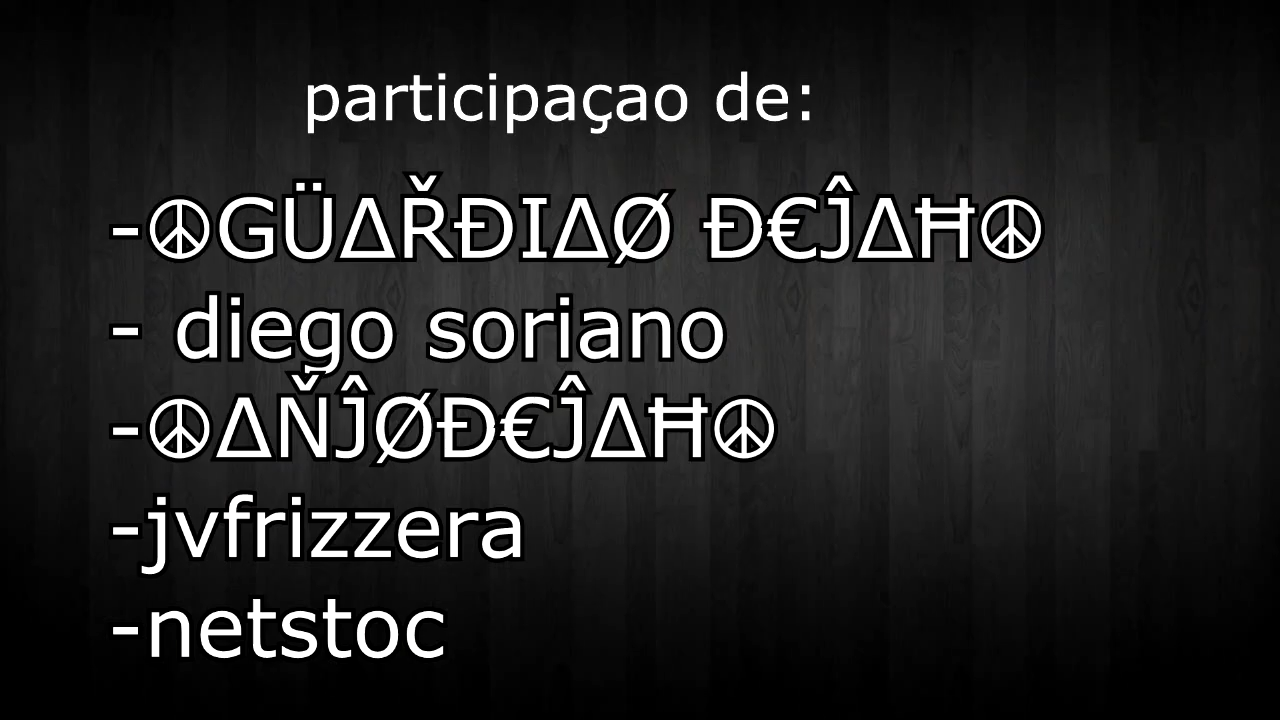 participaçao de:
-☮GÜΔŘĐIΔØ Đ€ĴΔĦ☮
- diego soriano
-☮ΔŇĴØĐ€ĴΔĦ☮
-jvfrizzera
-netstoc